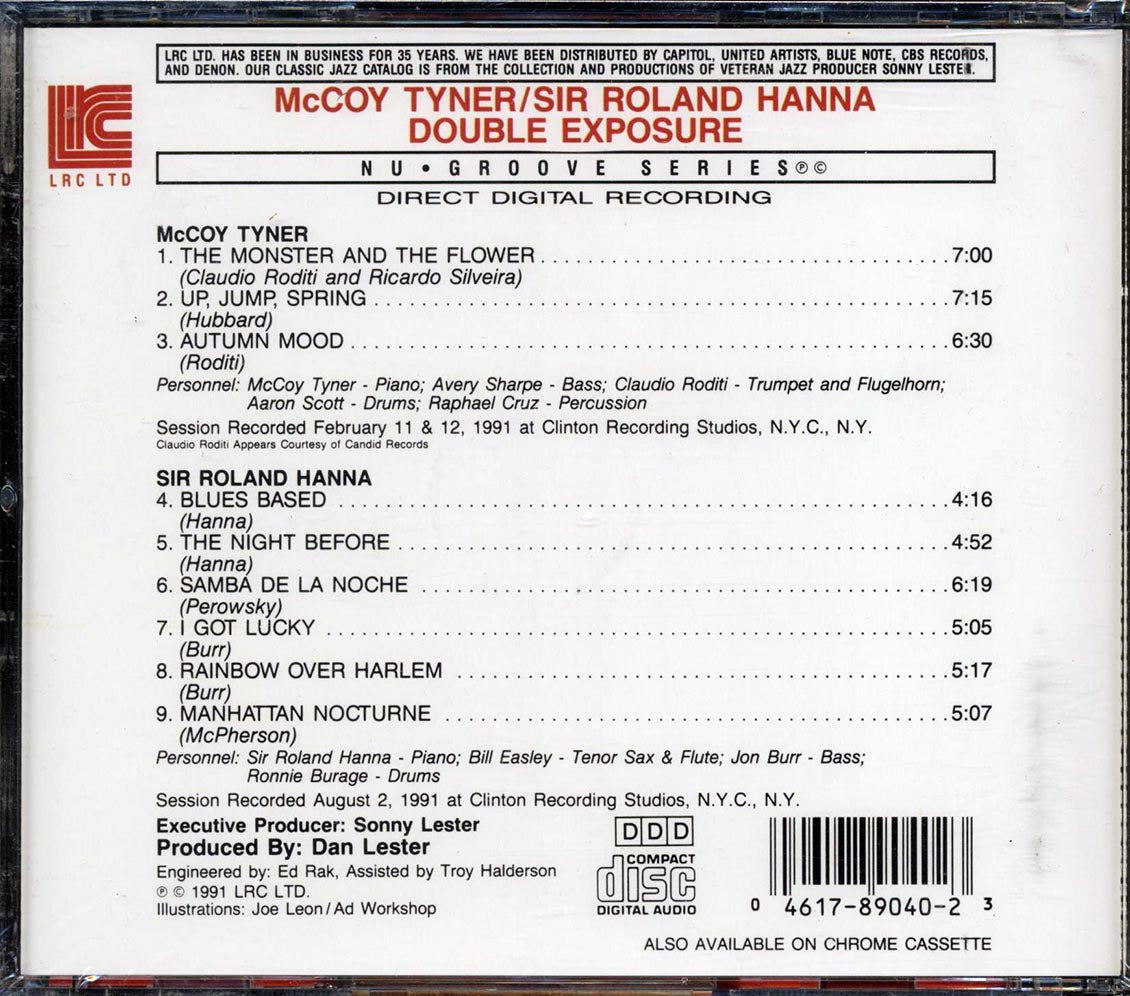 LRC LTD. HAS BEEN IN BUSINESS FOR 35 YEARS. WE HAVE BEEN DISTRIBUTED BY CAPITOL, UNITED ARTISTS, BLUE NOTE, CBS RECORDS,
AND DENON. OUR CLASSIC JAZZ CATALOG IS FROM THE COLLECTION AND PRODUCTIONS OF VETERAN JAZZ PRODUCER SONNY LESTER.
McCOY TYNER/SIR ROLAND HANNA
DOUBLE EXPOSURE
LRC LTD
NU • GROOVE SERIES ℗ ©
DIRECT DIGITAL RECORDING
McCOY TYNER
1. THE MONSTER AND THE FLOWER 7:00
(Claudio Roditi and Ricardo Silveira)
2. UP, JUMP, SPRING 7:15
(Hubbard)
3. AUTUMN MOOD 6:30
(Roditi)
Personnel: McCoy Tyner - Piano; Avery Sharpe - Bass; Claudio Roditi - Trumpet and Flugelhorn;
Aaron Scott - Drums; Raphael Cruz - Percussion
Session Recorded February 11 & 12, 1991 at Clinton Recording Studios, N.Y.C., N.Y.
Claudio Roditi Appears Courtesy of Candid Records
SIR ROLAND HANNA
4. BLUES BASED 4:16
(Hanna)
5. THE NIGHT BEFORE 4:52
(Hanna)
6. SAMBA DE LA NOCHE 6:19
(Perowsky)
7. I GOT LUCKY 5:05
(Burr)
8. RAINBOW OVER HARLEM 5:17
(Burr)
9. MANHATTAN NOCTURNE 5:07
(McPherson)
Personnel: Sir Roland Hanna - Piano; Bill Easley - Tenor Sax & Flute; Jon Burr - Bass;
Ronnie Burage - Drums
Session Recorded August 2, 1991 at Clinton Recording Studios, N.Y.C., N.Y.
Executive Producer: Sonny Lester
Produced By: Dan Lester
Engineered by: Ed Rak, Assisted by Troy Halderson
℗ © 1991 LRC LTD.
Illustrations: Joe Leon/Ad Workshop
DDD
COMPACT
disc
DIGITAL AUDIO
0 4617-89040-2 3
ALSO AVAILABLE ON CHROME CASSETTE